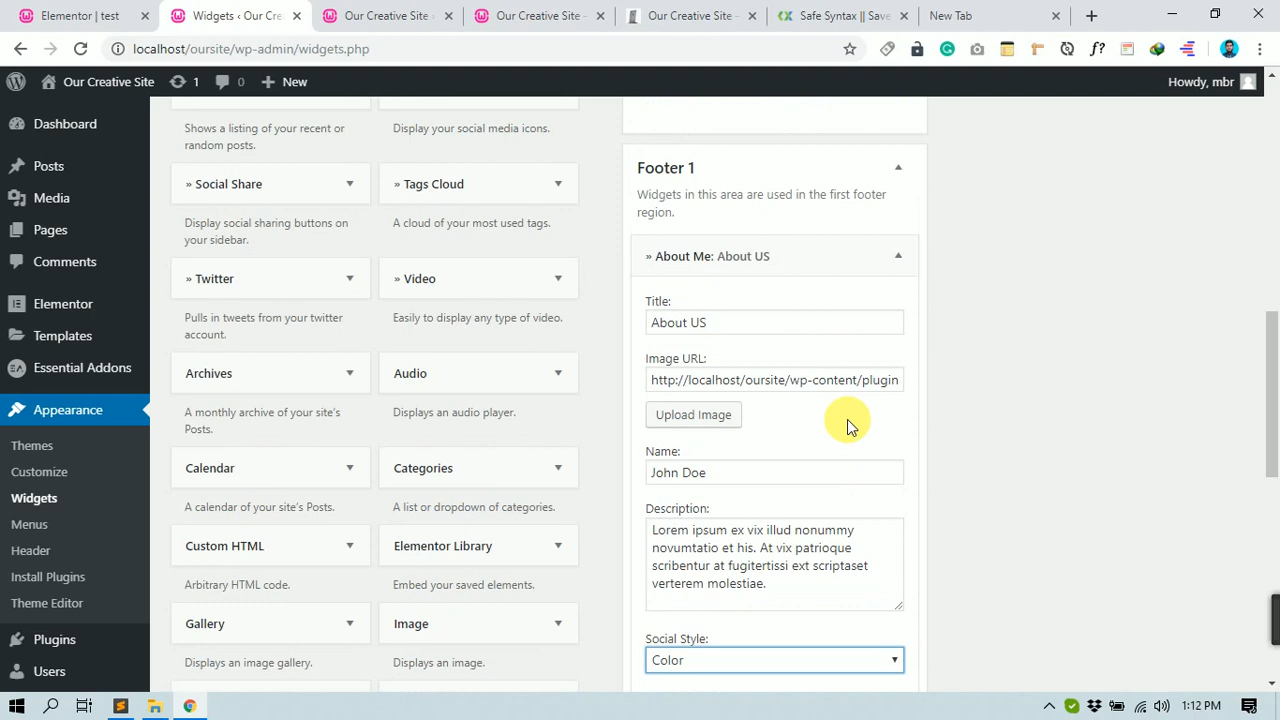 Elementor | test
Widgets ‹ Our Cre
Our Creative Site ‹
Our Creative Site –
Our Creative Site –
Safe Syntax || Save
New Tab
localhost/oursite/wp-admin/widgets.php
f?
Our Creative Site
1
0
New
Howdy, mbr
Dashboard
Posts
Media
Pages
Comments
Elementor
Templates
Essential Addons
Appearance
Themes
Customize
Widgets
Menus
Header
Install Plugins
Theme Editor
Plugins
Users
Shows a listing of your recent or
random posts.
Display your social media icons.
» Social Share
» Tags Cloud
Display social sharing buttons on
your sidebar.
A cloud of your most used tags.
» Twitter
» Video
Pulls in tweets from your twitter
account.
Easily to display any type of video.
Archives
Audio
A monthly archive of your site's
Posts.
Displays an audio player.
Calendar
Categories
A calendar of your site's Posts.
A list or dropdown of categories.
Custom HTML
Elementor Library
Arbitrary HTML code.
Embed your saved elements.
Gallery
Image
Displays an image gallery.
Displays an image.
Footer 1
Widgets in this area are used in the first footer
region.
» About Me: About US
Title:
About US
Image URL:
http://localhost/oursite/wp-content/plugin
Upload Image
Name:
John Doe
Description:
Lorem ipsum ex vix illud nonummy
novumtatio et his. At vix patrioque
scribentur at fugitertissi ext scriptaset
verterem molestiae.
Social Style:
Color
1:12 PM